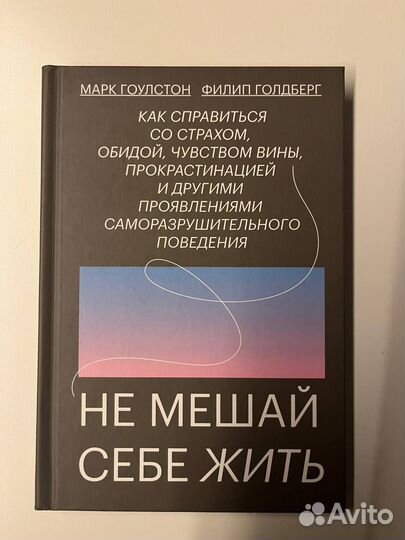 МАРК ГОУЛСТОН ФИЛИП ГОЛДБЕРГ
КАК СПРАВИТЬСЯ
СО СТРАХОМ,
ОБИДОЙ, ЧУВСТВОМ ВИНЫ,
ПРОКРАСТИНАЦИЕЙ
И ДРУГИМИ
ПРОЯВЛЕНИЯМИ
САМОРАЗРУШИТЕЛЬНОГО
ПОВЕДЕНИЯ
НЕ МЕШАЙ
СЕБЕ ЖИТЬ
Avito